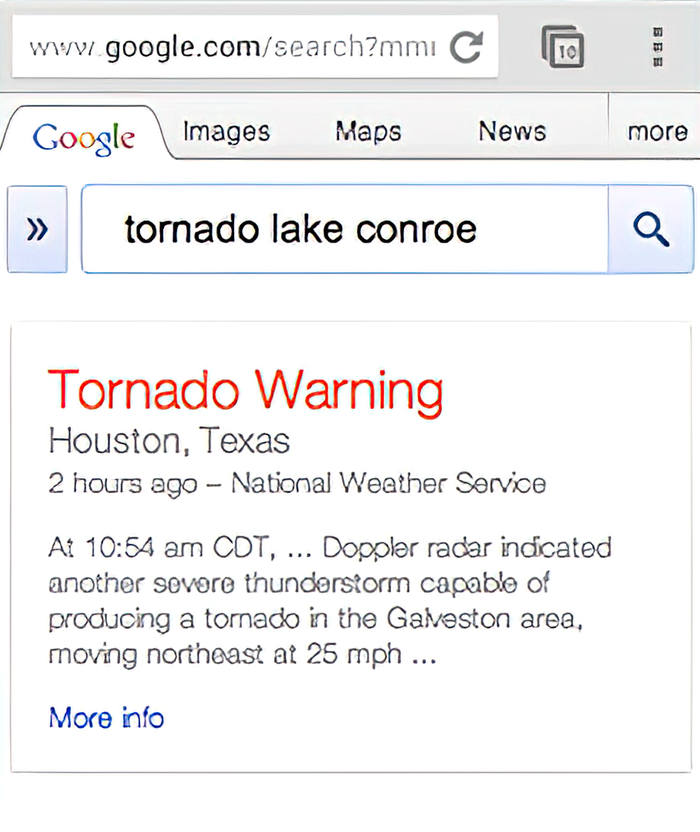 www.google.com/search?mmi
10
Google Images Maps News more
» tornado lake conroe
Tornado Warning
Houston, Texas
2 hours ago – National Weather Service
At 10:54 am CDT, ... Doppler radar indicated
another severe thunderstorm capable of
producing a tornado in the Galveston area,
moving northeast at 25 mph ...
More info